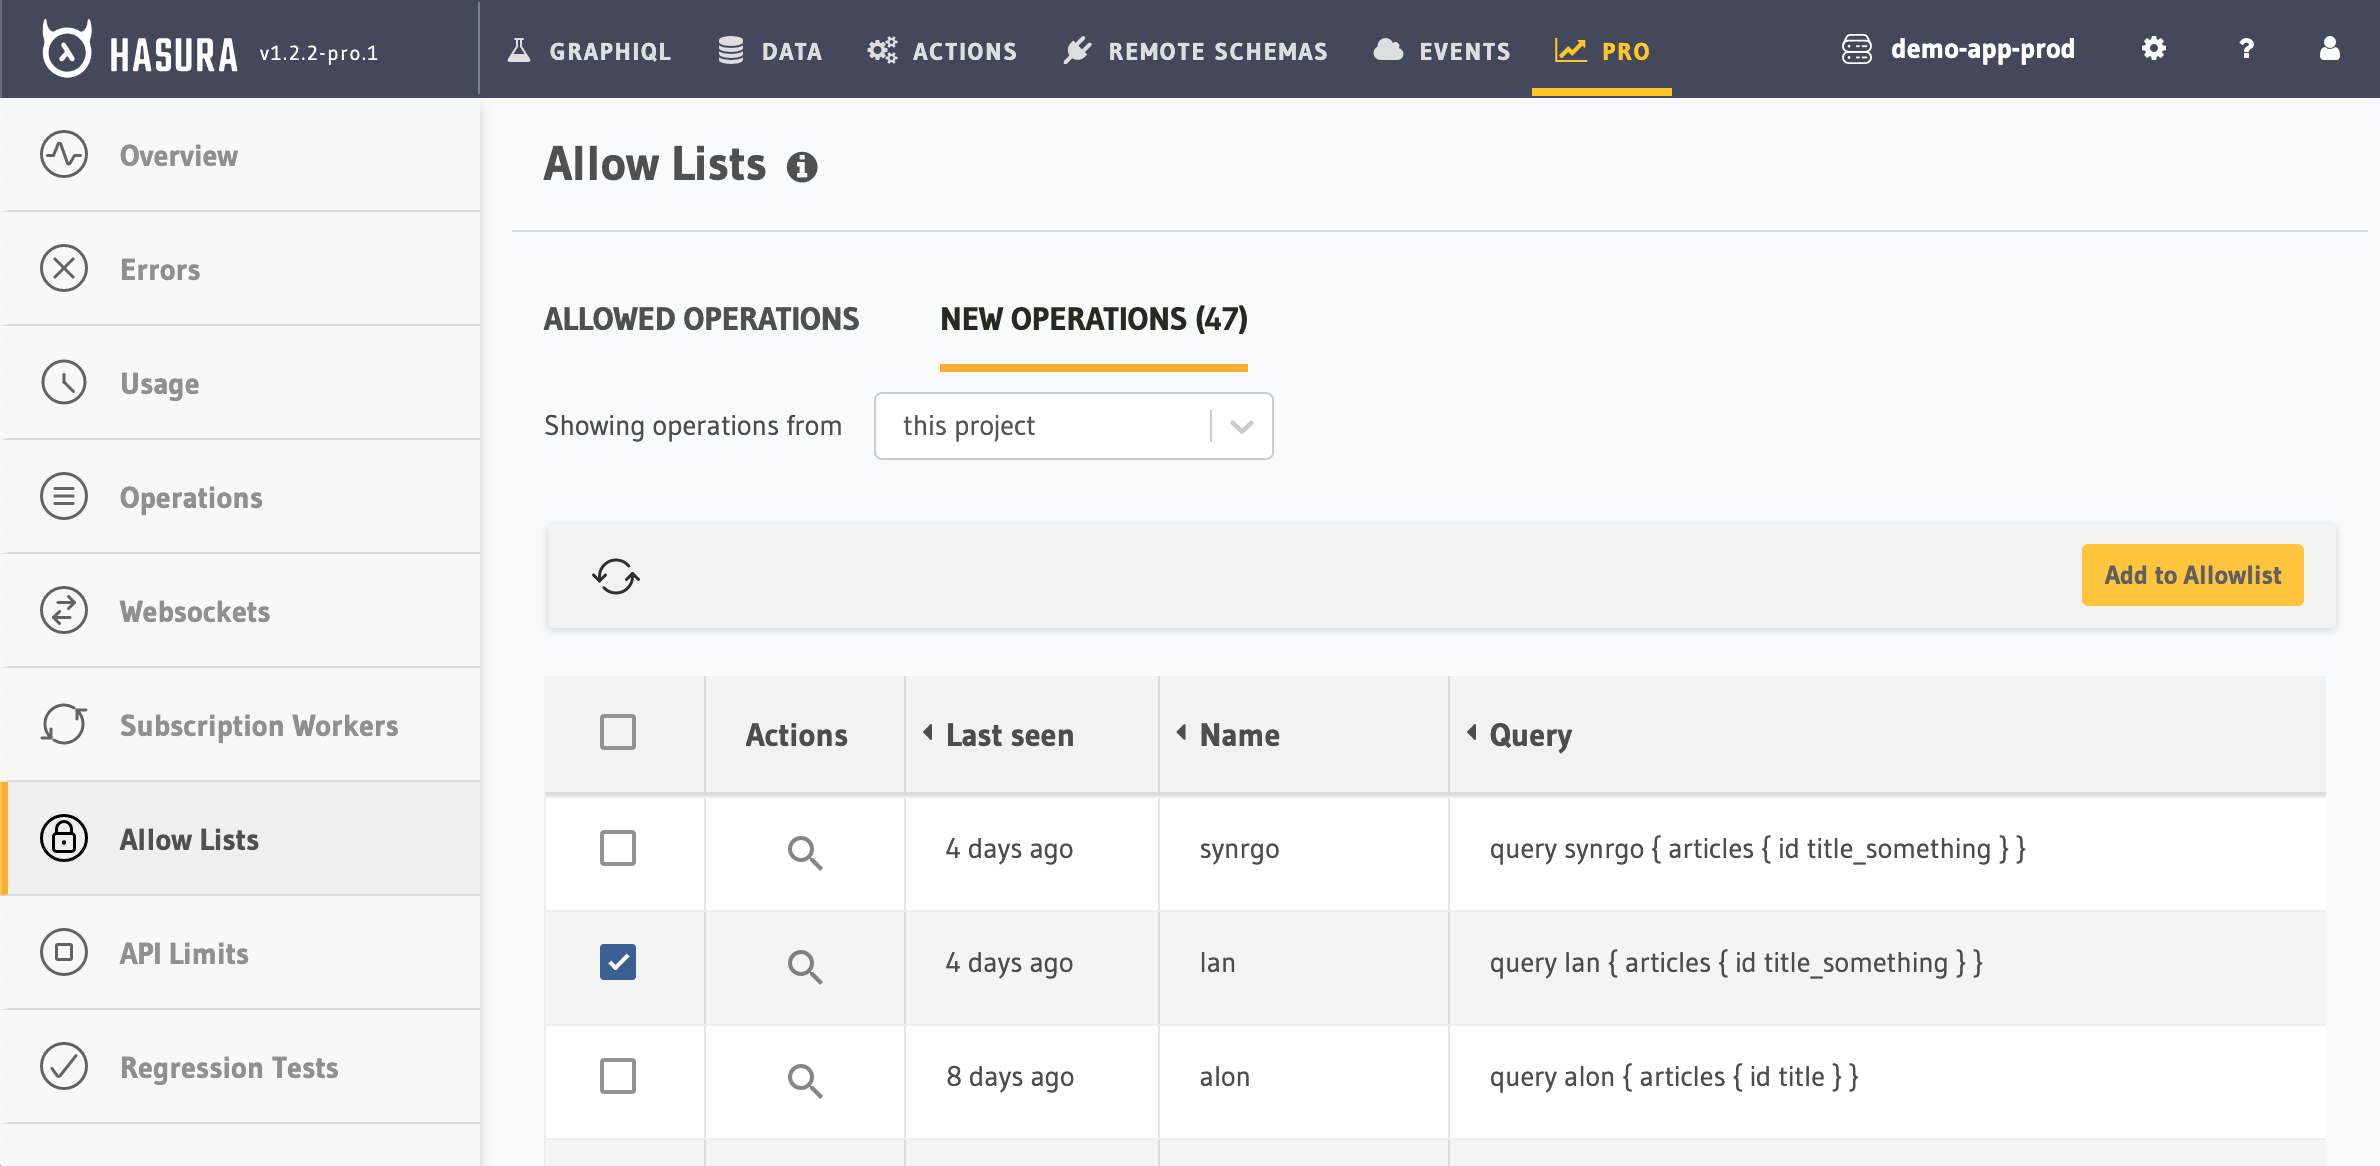 HASURA v1.2.2-pro.1 GRAPHIQL DATA ACTIONS REMOTE SCHEMAS EVENTS PRO demo-app-prod ?
Overview
Errors
Usage
Operations
Websockets
Subscription Workers
Allow Lists
API Limits
Regression Tests
Allow Lists
ALLOWED OPERATIONS NEW OPERATIONS (47)
Showing operations from this project
Add to Allowlist
Actions Last seen Name Query
4 days ago synrgo query synrgo { articles { id title_something } }
4 days ago lan query lan { articles { id title_something } }
8 days ago alon query alon { articles { id title } }